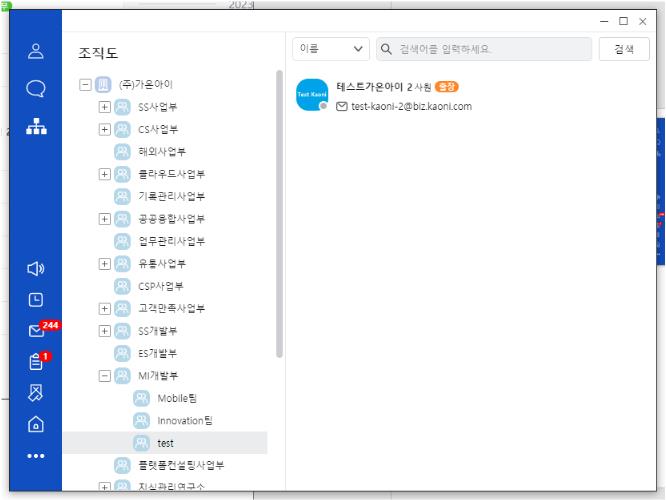 2023
조직도
이름
검색어를 입력하세요.
검색
(주)가온아이
SS사업부
CS사업부
해외사업부
클라우드사업부
기록관리사업부
공공융합사업부
업무관리사업부
유통사업부
CSP사업부
고객만족사업부
SS개발부
ES개발부
MI개발부
Mobile팀
Innovation팀
test
플랫폼컨설팅사업부
지식관리연구소
Test Kaoni
테스트가온아이 2 사원 출장
test-kaoni-2@biz.kaoni.com
244
1